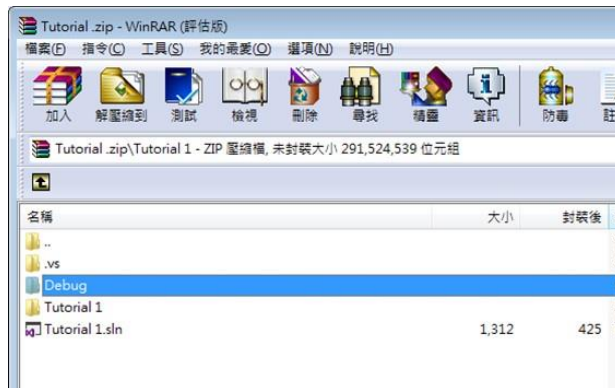 Tutorial .zip - WinRAR (評估版)
檔案(F) 指令(C) 工具(S) 我的最愛(O) 選項(N) 說明(H)
加入 解壓縮到 測試 檢視 刪除 尋找 精靈 資訊 防毒 註
Tutorial .zip\Tutorial 1 - ZIP 壓縮檔, 未封裝大小 291,524,539 位元組
名稱 大小 封裝後
..
.vs
Debug
Tutorial 1
Tutorial 1.sln 1,312 425